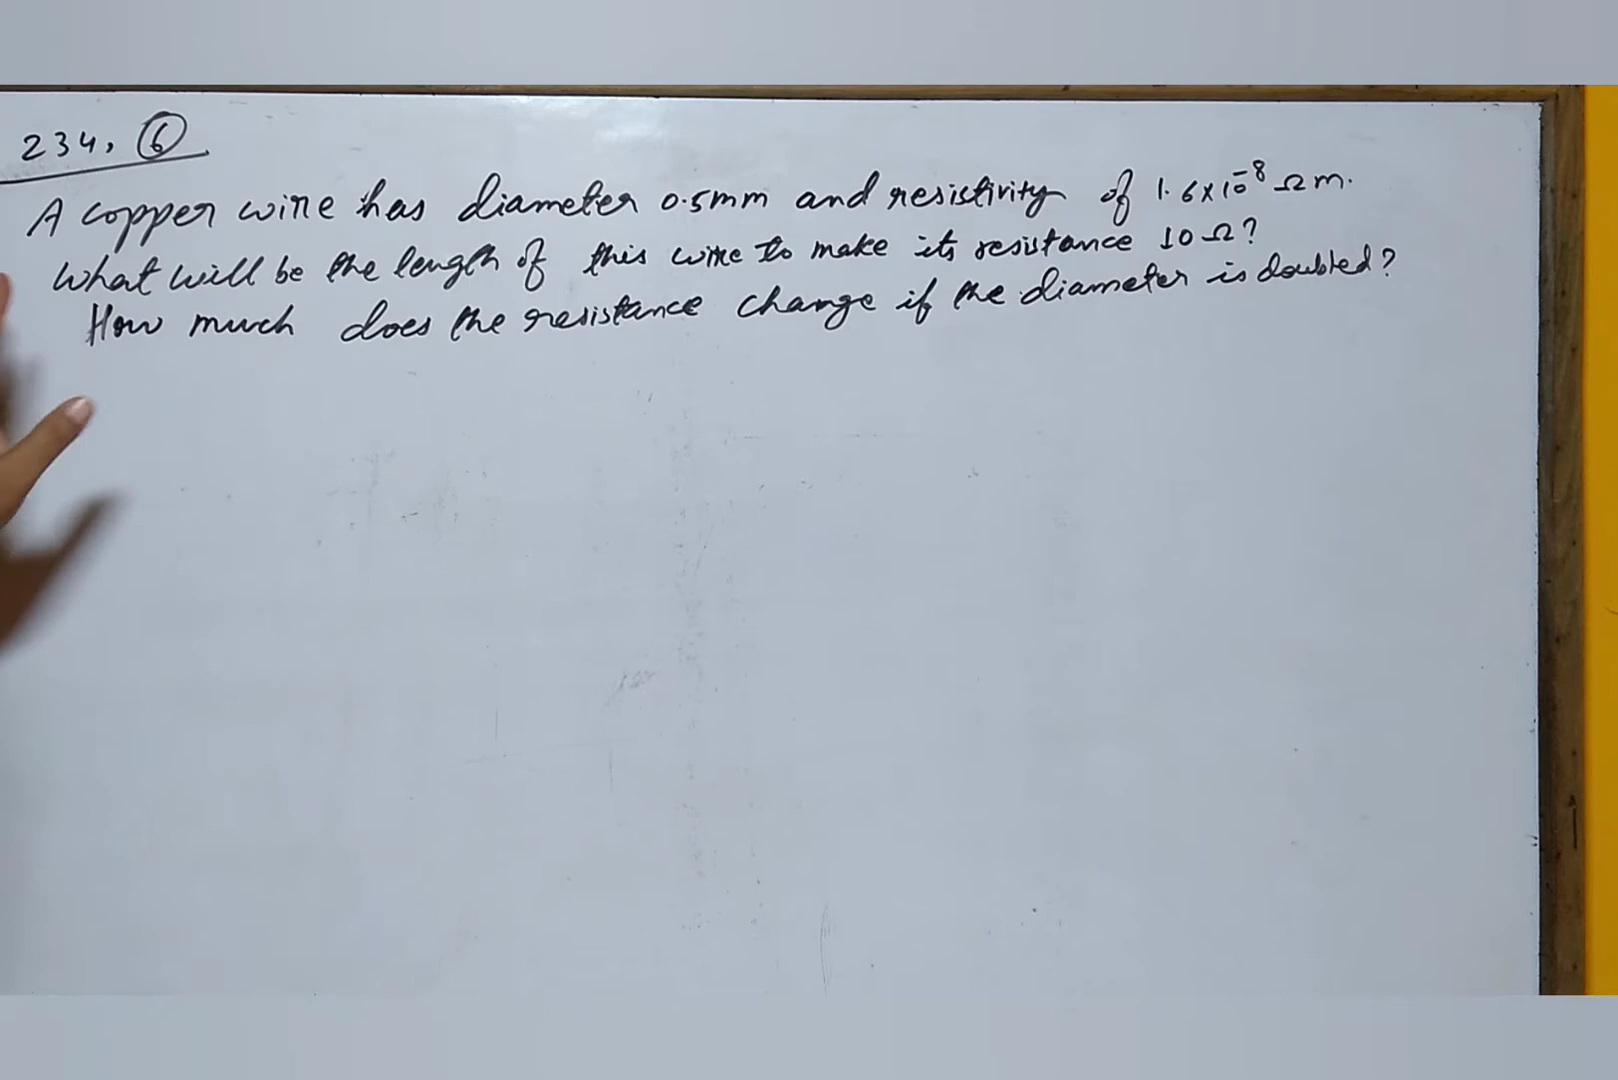 234, 6
A copper wire has diameter 0.5mm and resistivity of 1.6×10⁻⁸ Ωm.
What will be the length of this wire to make its resistance 10Ω?
How much does the resistance change if the diameter is doubled?